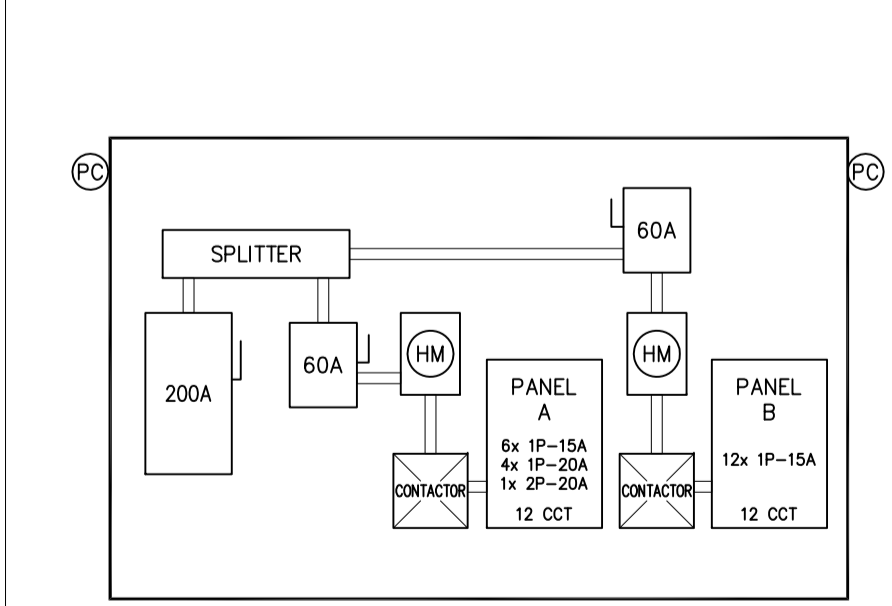 PC
PC
60A
SPLITTER
200A
60A
HM
HM
PANEL
A
6x 1P-15A
4x 1P-20A
1x 2P-20A
12 CCT
PANEL
B
12x 1P-15A
12 CCT
CONTACTOR
CONTACTOR